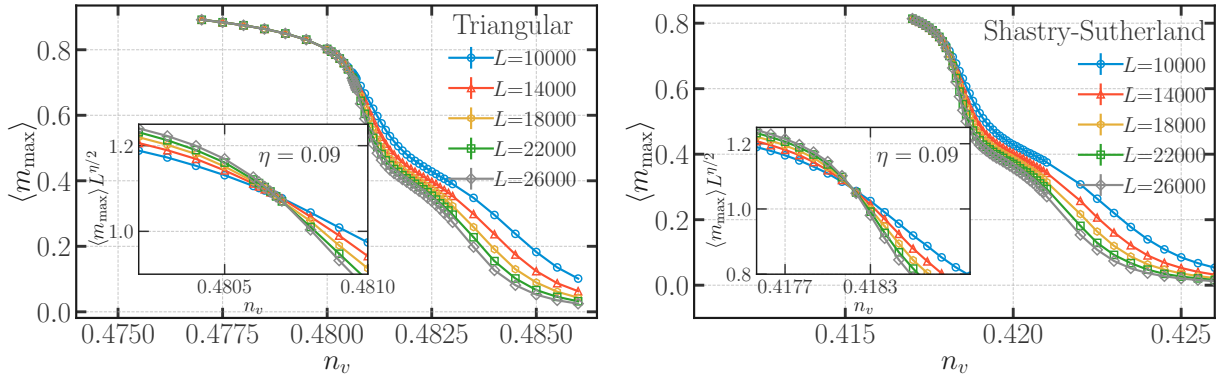 Triangular
L=10000
L=14000
L=18000
L=22000
L=26000
⟨m_max⟩
0.8
0.6
0.4
0.2
0.0
0.4750
0.4775
0.4800
0.4825
0.4850
n_v
η = 0.09
⟨m_max⟩ L^{η/2}
1.2
1.0
0.4805
0.4810
n_v
Shastry-Sutherland
L=10000
L=14000
L=18000
L=22000
L=26000
⟨m_max⟩
0.8
0.6
0.4
0.2
0.0
0.415
0.420
0.425
n_v
η = 0.09
⟨m_max⟩ L^{η/2}
1.2
1.0
0.8
0.4177
0.4183
n_v